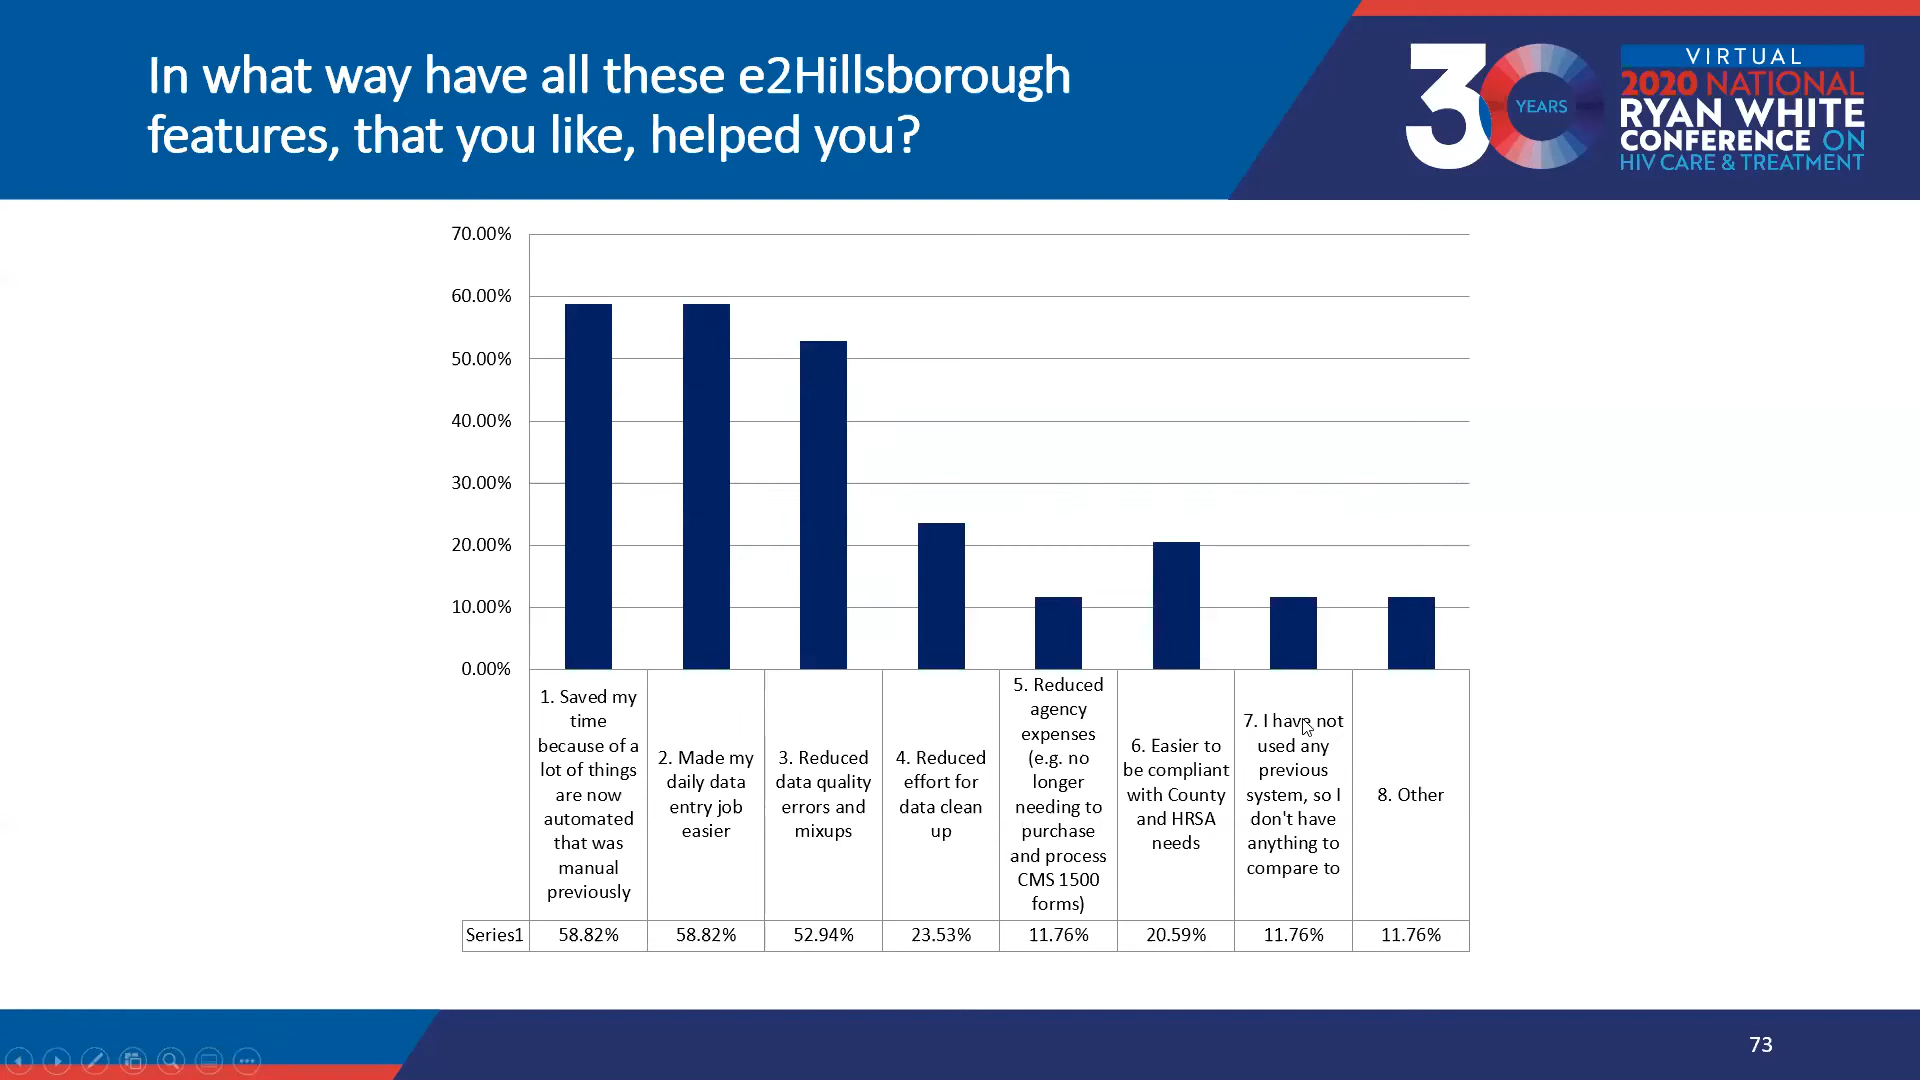 In what way have all these e2Hillsborough
features, that you like, helped you?
30
YEARS
VIRTUAL
2020 NATIONAL
RYAN WHITE
CONFERENCE ON
HIV CARE & TREATMENT
70.00%
60.00%
50.00%
40.00%
30.00%
20.00%
10.00%
0.00%
1. Saved my
time
because of a
lot of things
are now
automated
that was
manual
previously
2. Made my
daily data
entry job
easier
3. Reduced
data quality
errors and
mixups
4. Reduced
effort for
data clean
up
5. Reduced
agency
expenses
(e.g. no
longer
needing to
purchase
and process
CMS 1500
forms)
6. Easier to
be compliant
with County
and HRSA
needs
7. I have not
used any
previous
system, so I
don't have
anything to
compare to
8. Other
Series1 58.82% 58.82% 52.94% 23.53% 11.76% 20.59% 11.76% 11.76%
73